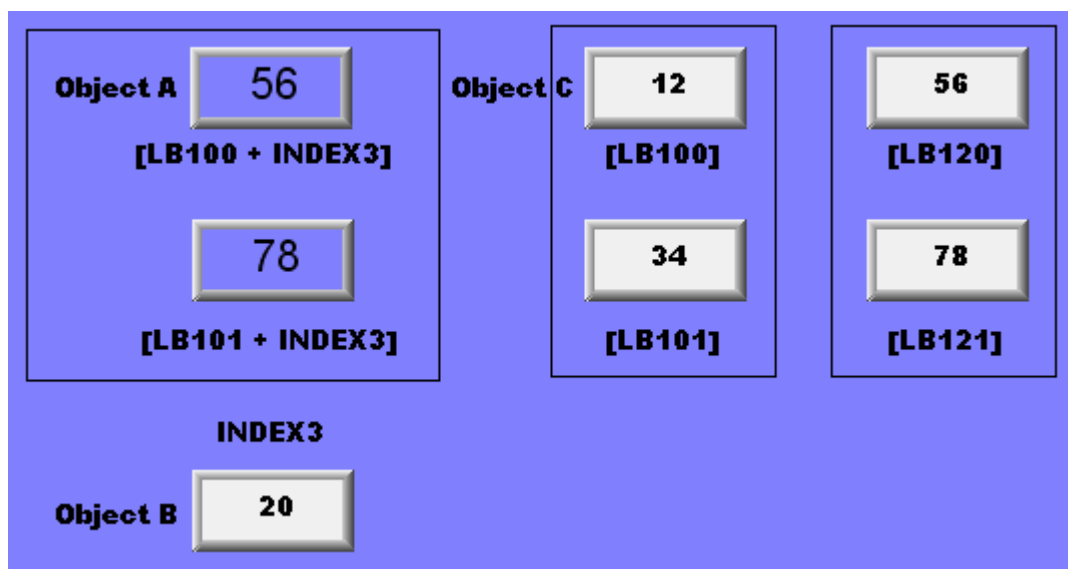 Object A 56 Object C 12 56
[LB100 + INDEX3] [LB100] [LB120]
78 34 78
[LB101 + INDEX3] [LB101] [LB121]
INDEX3
Object B 20